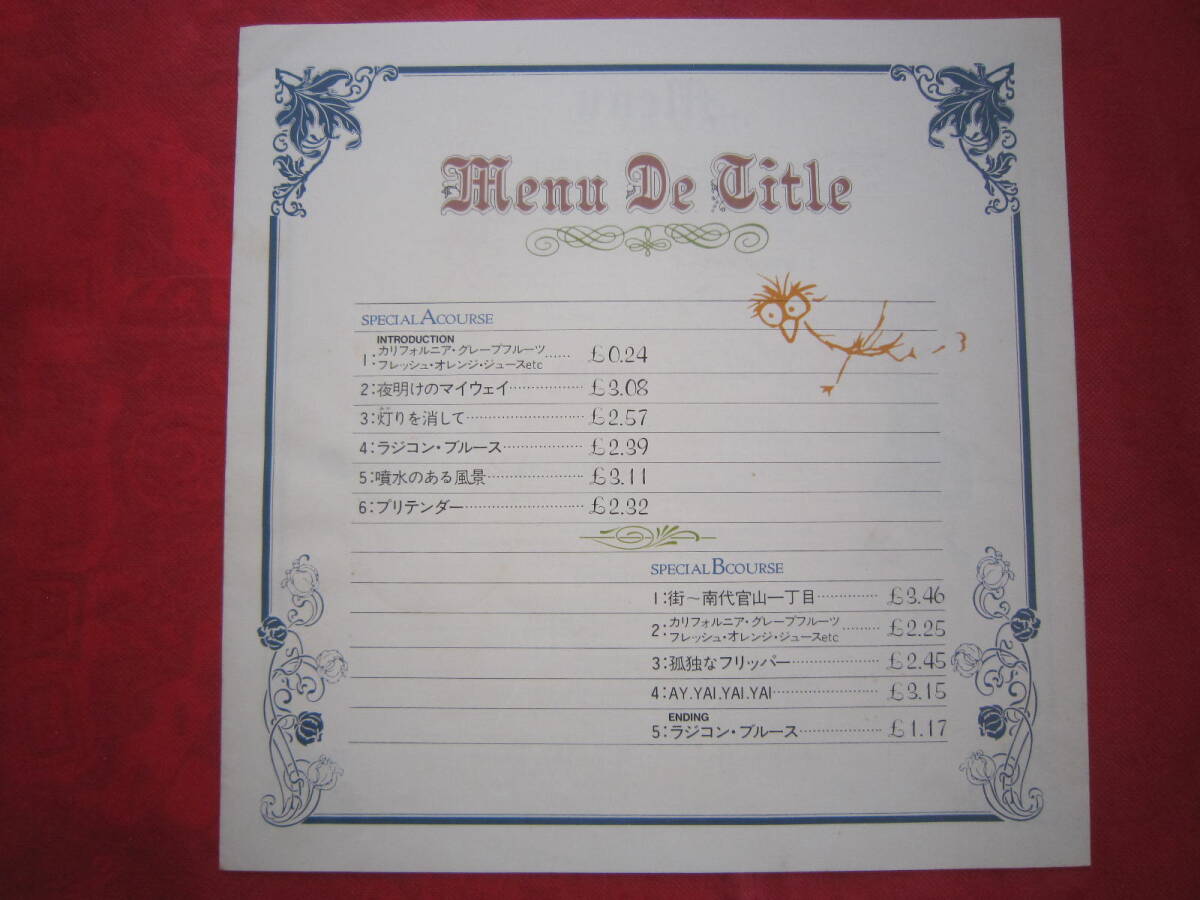 Menu De Title
SPECIAL A COURSE
INTRODUCTION
1:カリフォルニア・グレープフルーツ
フレッシュ・オレンジ・ジュースetc……£0.24
2:夜明けのマイウェイ………………£3.08
3:灯りを消して………………………£2.57
4:ラジコン・ブルース………………£2.39
5:噴水のある風景……………………£3.11
6:プリテンダー………………………£2.32
SPECIAL B COURSE
1:街〜南代官山一丁目……………£3.46
2:カリフォルニア・グレープフルーツ
フレッシュ・オレンジ・ジュースetc………£2.25
3:孤独なフリッパー…………………£2.45
4:AY.YAI.YAI.YAI……………………£3.15
ENDING
5:ラジコン・ブルース………………£1.17